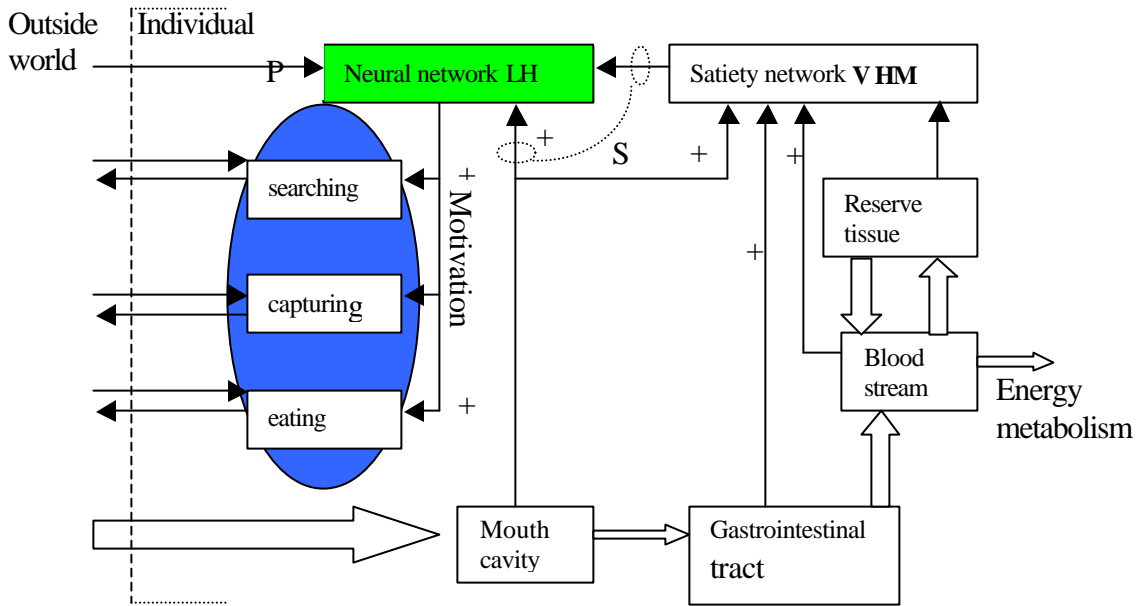 Outside
world
Individual
P
Neural network LH
Satiety network VHM
+
S
+
+
searching
+
Motivation
Reserve
tissue
+
capturing
Blood
stream
Energy
metabolism
eating
+
Mouth
cavity
Gastrointestinal
tract